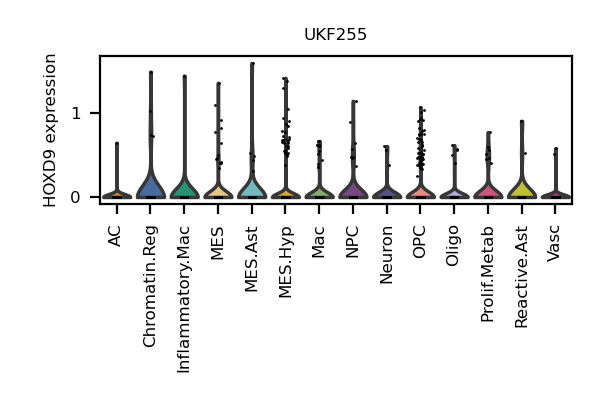 UKF255
HOXD9 expression
1
0
AC
Chromatin.Reg
Inflammatory.Mac
MES
MES.Ast
MES.Hyp
Mac
NPC
Neuron
OPC
Oligo
Prolif.Metab
Reactive.Ast
Vasc